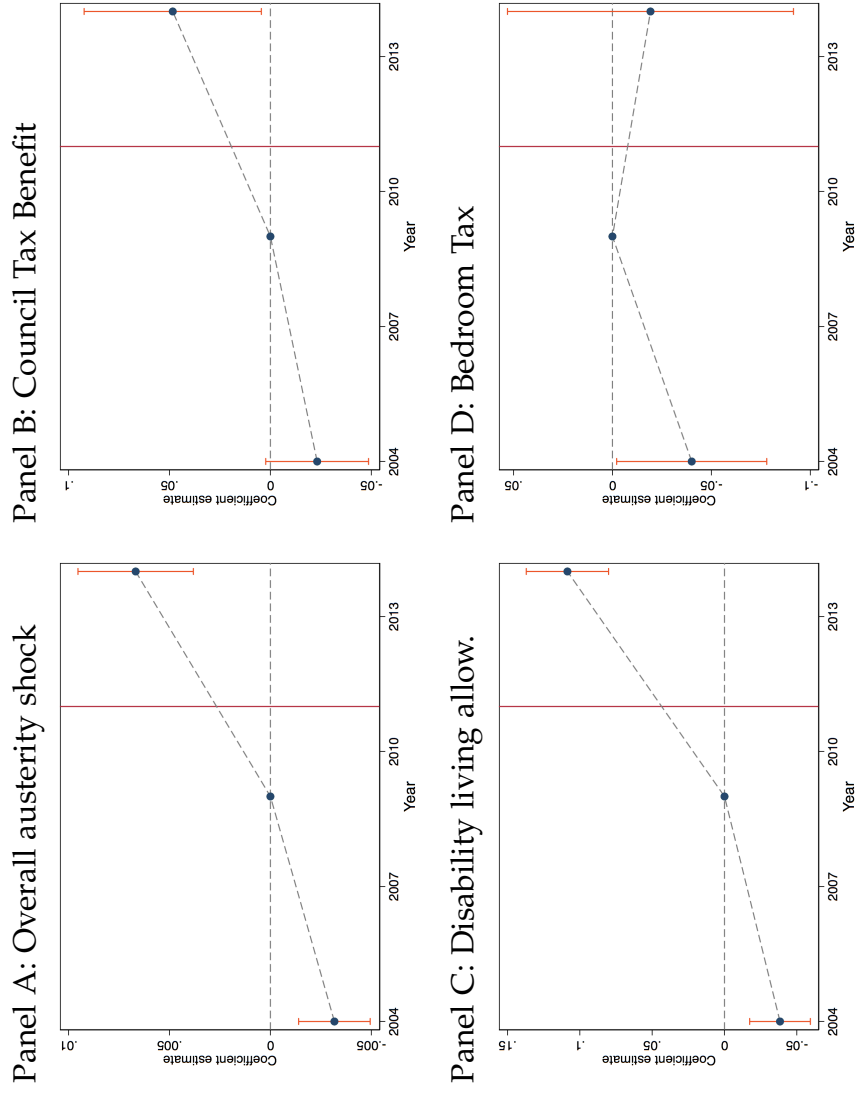 Panel A: Overall austerity shock
Coefficient estimate
.01
.005
0
-.005
2004
2007
2010
2013
Year
Panel B: Council Tax Benefit
Coefficient estimate
.1
.05
0
-.05
2004
2007
2010
2013
Year
Panel C: Disability living allow.
Coefficient estimate
.15
.1
.05
0
-.05
2004
2007
2010
2013
Year
Panel D: Bedroom Tax
Coefficient estimate
.05
0
-.05
-.1
2004
2007
2010
2013
Year